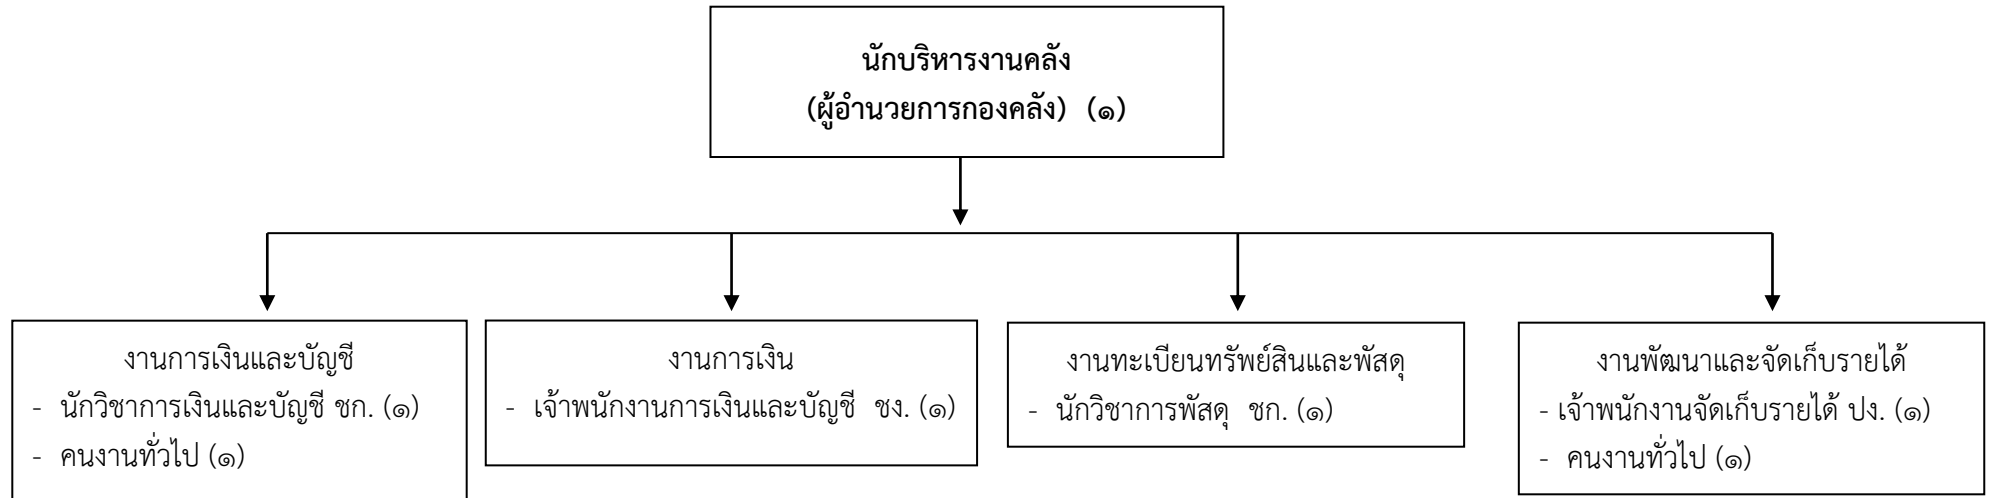 นักบริหารงานคลัง
(ผู้อำนวยการกองคลัง) (๑)
งานการเงินและบัญชี
- นักวิชาการเงินและบัญชี ชก. (๑)
- คนงานทั่วไป (๑)
งานการเงิน
- เจ้าพนักงานการเงินและบัญชี ชง. (๑)
งานทะเบียนทรัพย์สินและพัสดุ
- นักวิชาการพัสดุ ชก. (๑)
งานพัฒนาและจัดเก็บรายได้
- เจ้าพนักงานจัดเก็บรายได้ ปง. (๑)
- คนงานทั่วไป (๑)